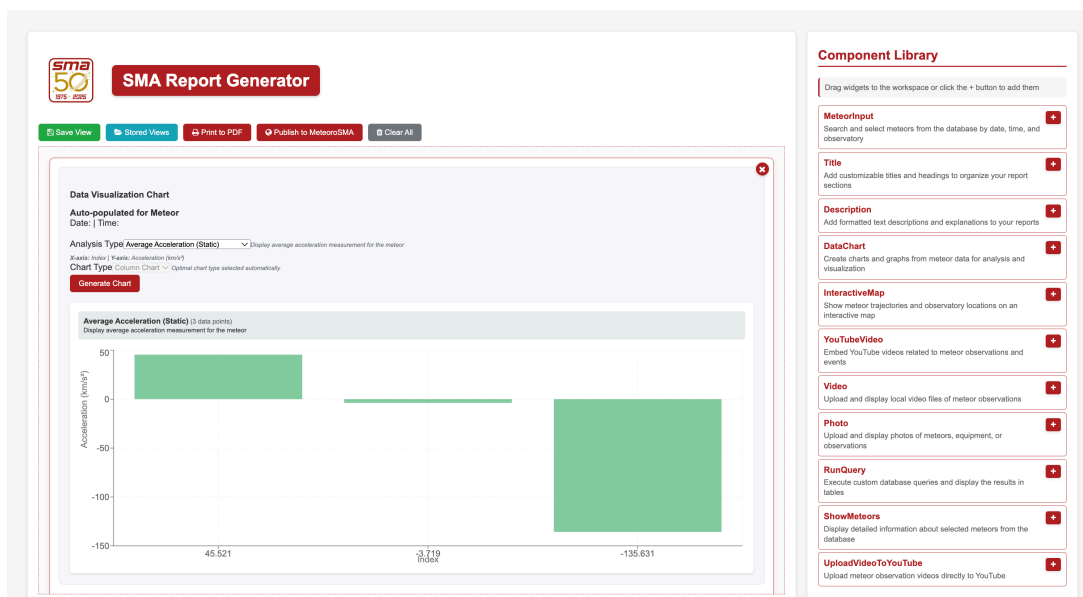 sma
50
1975 - 2025
SMA Report Generator
Save View
Stored Views
Print to PDF
Publish to MeteoroSMA
Clear All
Data Visualization Chart
Auto-populated for Meteor
Date: | Time:
Analysis Type Average Acceleration (Static) Display average acceleration measurement for the meteor
X-axis: Index | Y-axis: Acceleration (km/s²)
Chart Type Column Chart Optimal chart type selected automatically
Generate Chart
Average Acceleration (Static) (3 data points)
Display average acceleration measurement for the meteor
Acceleration (km/s²)
50
0
-50
-100
-150
45.521
-3.719
-135.631
Index
Component Library
Drag widgets to the workspace or click the + button to add them
MeteorInput
+
Search and select meteors from the database by date, time, and
observatory
Title
+
Add customizable titles and headings to organize your report
sections
Description
+
Add formatted text descriptions and explanations to your reports
DataChart
+
Create charts and graphs from meteor data for analysis and
visualization
InteractiveMap
+
Show meteor trajectories and observatory locations on an
interactive map
YouTubeVideo
+
Embed YouTube videos related to meteor observations and
events
Video
+
Upload and display local video files of meteor observations
Photo
+
Upload and display photos of meteors, equipment, or
observations
RunQuery
+
Execute custom database queries and display the results in
tables
ShowMeteors
+
Display detailed information about selected meteors from the
database
UploadVideoToYouTube
+
Upload meteor observation videos directly to YouTube